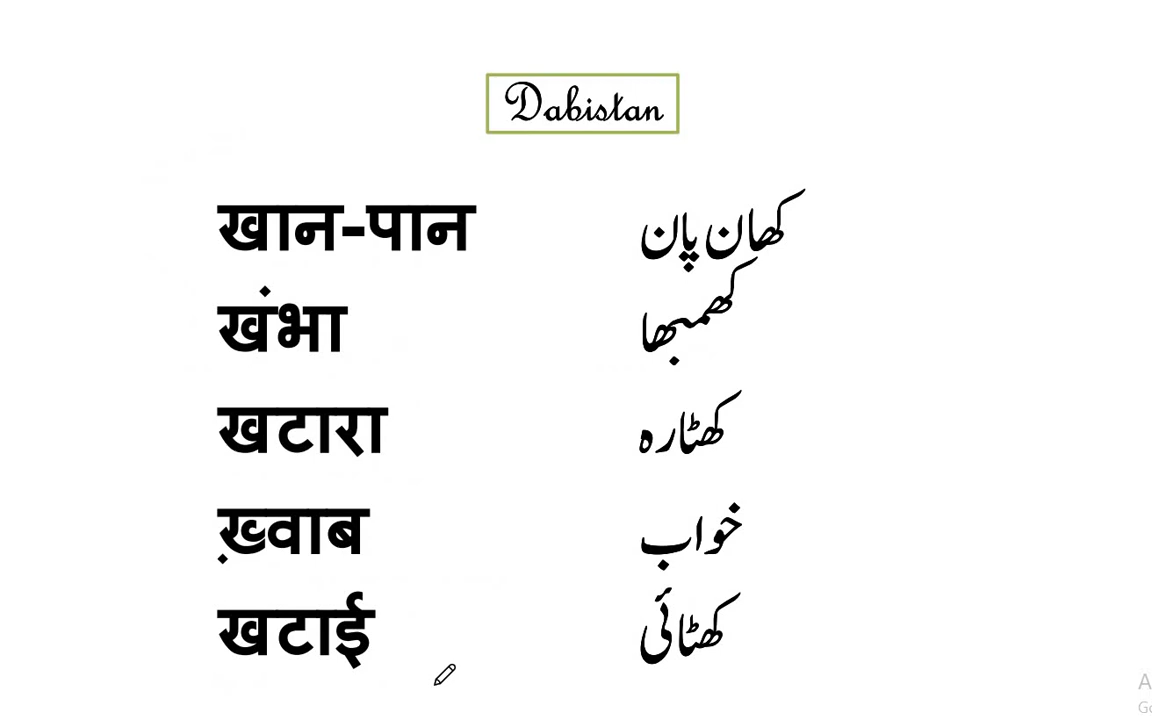 Dabistan
खान-पान کھان پان
खंभा کھمبھا
खटारा کھٹارہ
ख़्वाब خواب
खटाई کھٹائی